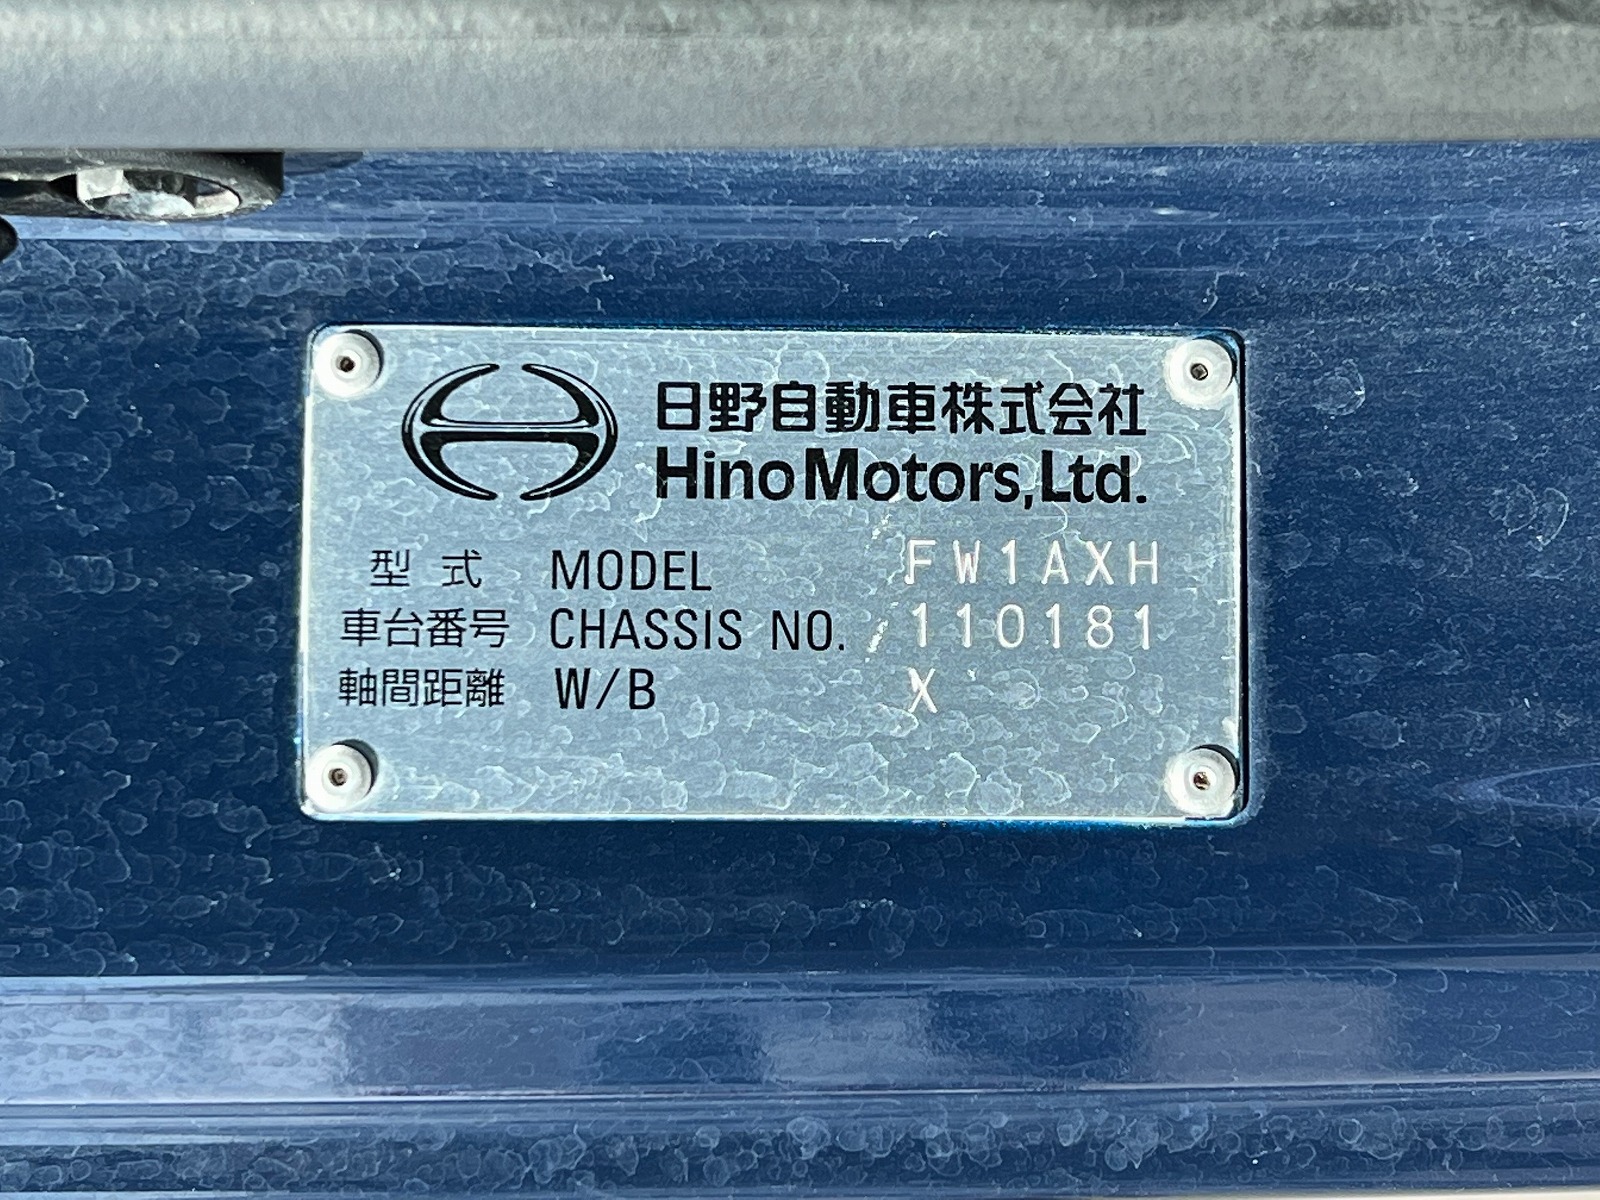 日野自動車株式会社
Hino Motors, Ltd.
型式 MODEL FW1AXH
車台番号 CHASSIS NO. 110181
軸間距離 W/B X